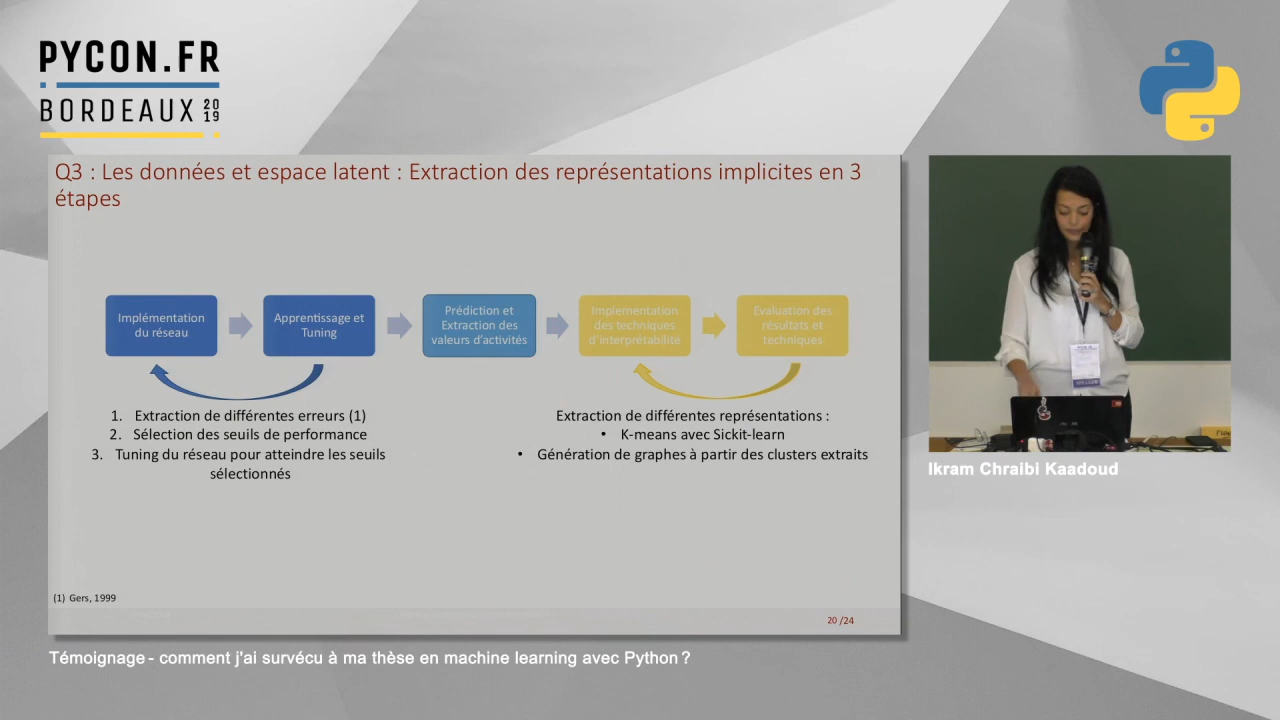 PYCON.FR
BORDEAUX 2019
Q3 : Les données et espace latent : Extraction des représentations implicites en 3
étapes
Implémentation
du réseau
Apprentissage et
Tuning
Prédiction et
Extraction des
valeurs d'activités
Implementation
des techniques
d'interprétabilité
Evaluation des
résultats et
techniques
1. Extraction de différentes erreurs (1)
2. Sélection des seuils de performance
3. Tuning du réseau pour atteindre les seuils
sélectionnés
Extraction de différentes représentations :
• K-means avec Sickit-learn
• Génération de graphes à partir des clusters extraits
(1) Gers, 1999
20 /24
Ikram Chraibi Kaadoud
Témoignage - comment j'ai survécu à ma thèse en machine learning avec Python ?